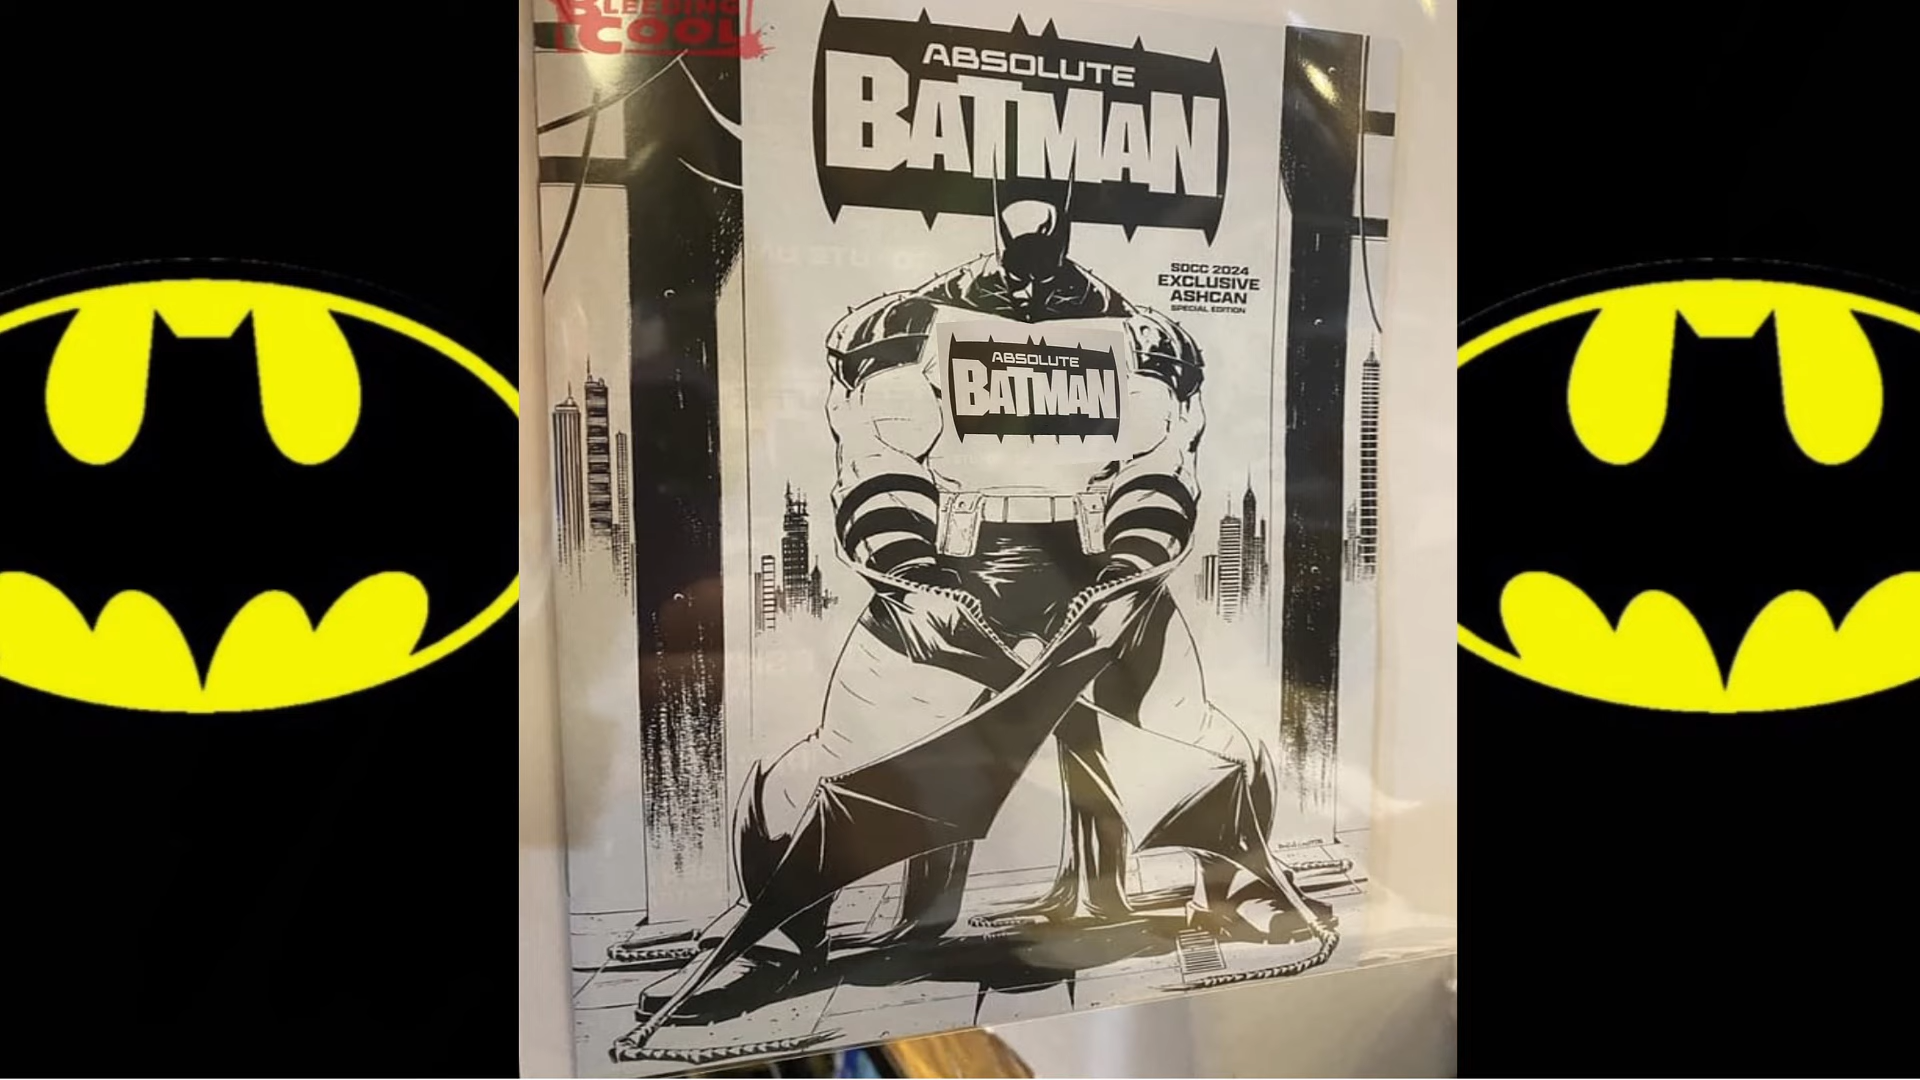 BLEEDING
COOL
ABSOLUTE
BATMAN
SDCC 2024
EXCLUSIVE
ASHCAN
SPECIAL EDITION
ABSOLUTE
BATMAN